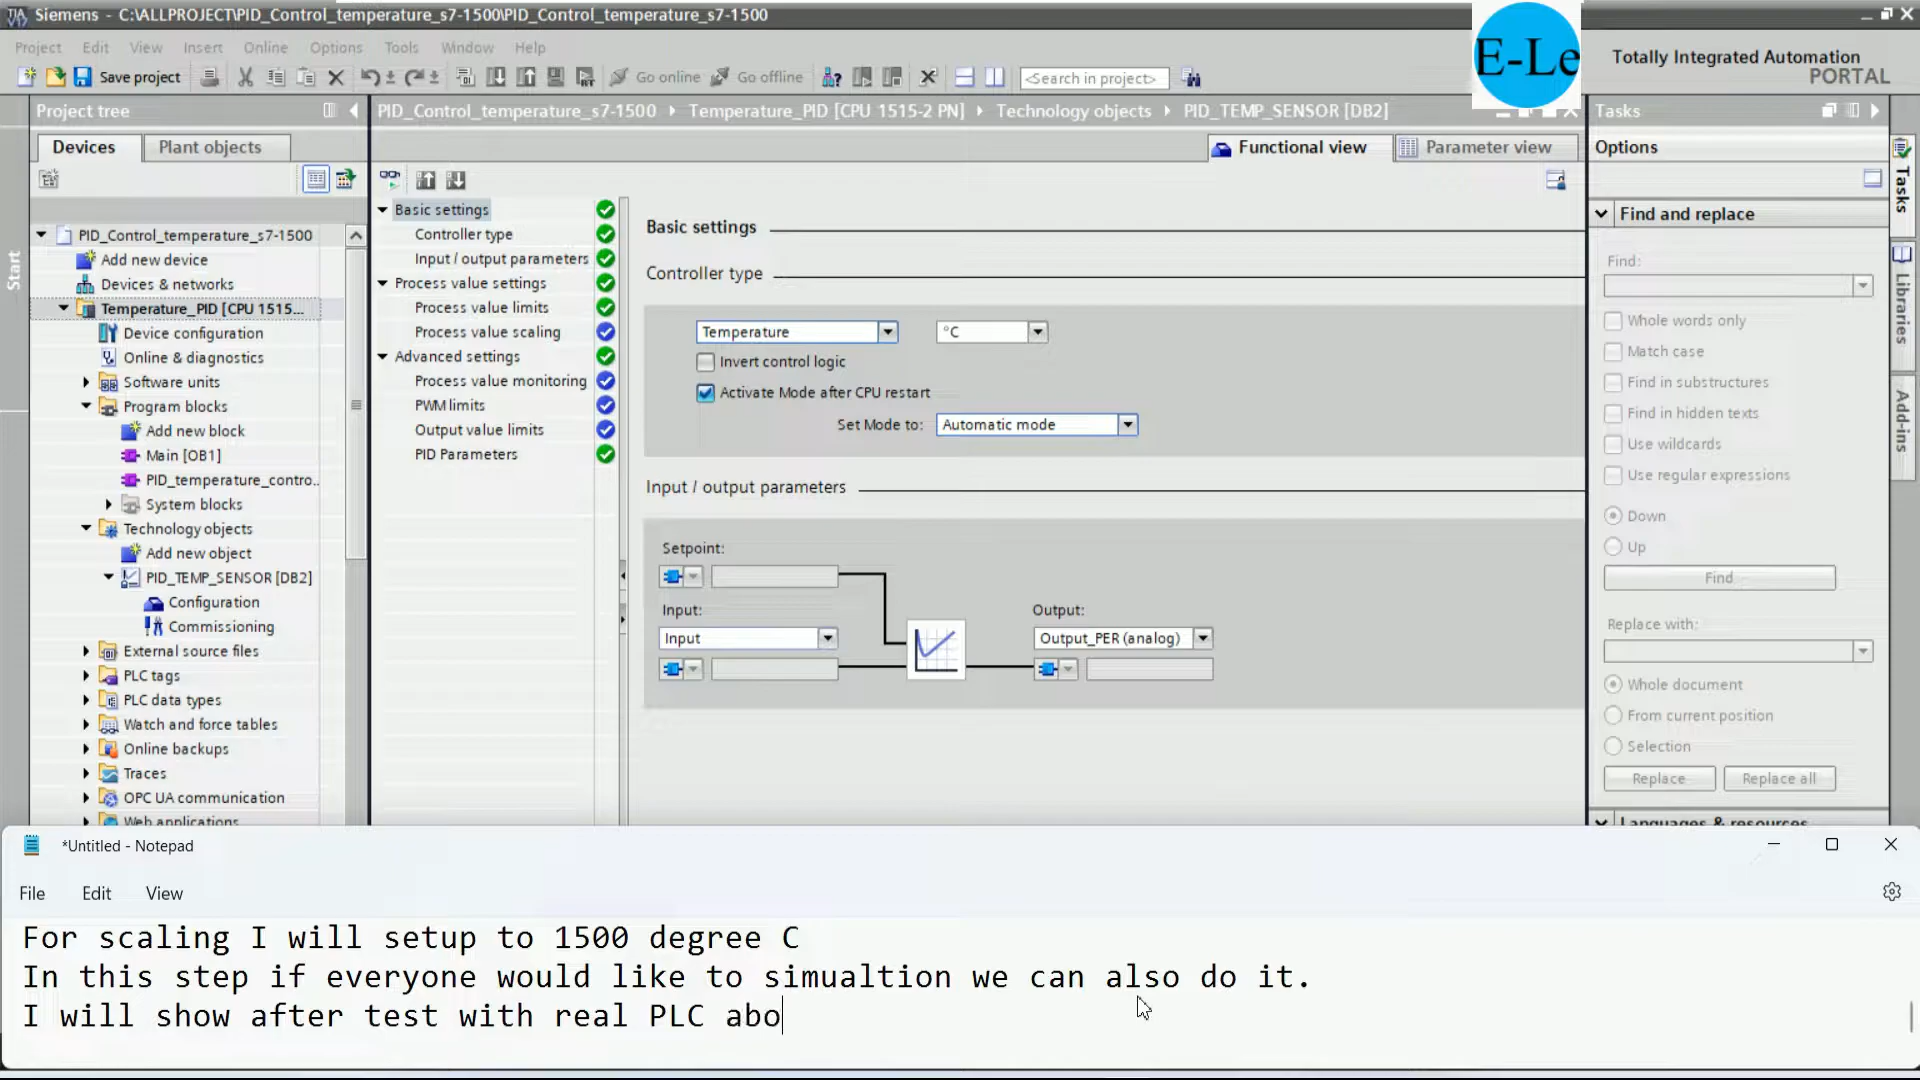 Siemens - C:\ALLPROJECT\PID_Control_temperature_s7-1500\PID_Control_temperature_s7-1500
Project Edit View Insert Online Options Tools Window Help
E-Le
Totally Integrated Automation
PORTAL
Save project
Go online
Go offline
<Search in project>
Project tree
PID_Control_temperature_s7-1500 Temperature_PID [CPU 1515-2 PN] Technology objects PID_TEMP_SENSOR [DB2]
Tasks
Devices
Plant objects
Functional view
Parameter view
Options
Start
PID_Control_temperature_s7-1500
Add new device
Devices & networks
Temperature_PID [CPU 1515...
Device configuration
Online & diagnostics
Software units
Program blocks
Add new block
Main [OB1]
PID_temperature_contro..
System blocks
Technology objects
Add new object
PID_TEMP_SENSOR [DB2]
Configuration
Commissioning
External source files
PLC tags
PLC data types
Watch and force tables
Online backups
Traces
OPC UA communication
Web applications
Basic settings
Controller type
Input / output parameters
Process value settings
Process value limits
Process value scaling
Advanced settings
Process value monitoring
PWM limits
Output value limits
PID Parameters
Basic settings
Controller type
Temperature
°C
Invert control logic
Activate Mode after CPU restart
Set Mode to: Automatic mode
Input / output parameters
Setpoint:
Input:
Input
Output:
Output_PER (analog)
Find and replace
Find:
Whole words only
Match case
Find in substructures
Find in hidden texts
Use wildcards
Use regular expressions
Down
Up
Find
Replace with:
Whole document
From current position
Selection
Replace
Replace all
Languages & resources
Tasks
Libraries
Add-ins
*Untitled - Notepad
File Edit View
For scaling I will setup to 1500 degree C
In this step if everyone would like to simualtion we can also do it.
I will show after test with real PLC abo